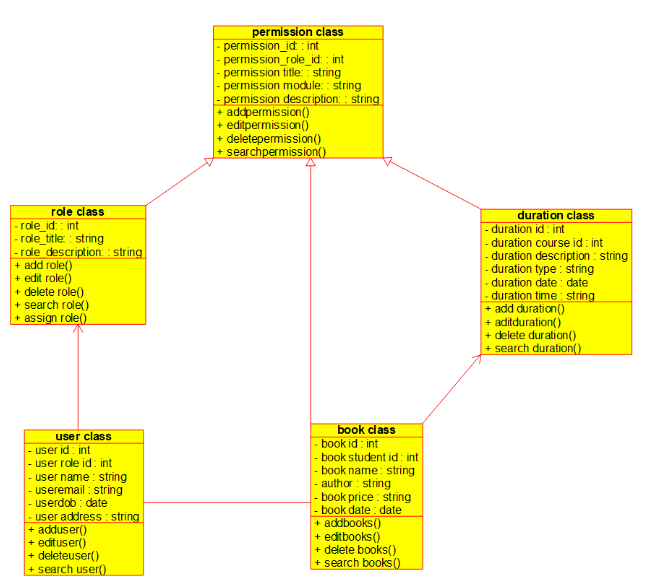 permission class
- permission_id: : int
- permission_role_id: : int
- permission title: : string
- permission module: : string
- permission description: : string
+ addpermission()
+ editpermission()
+ deletepermission()
+ searchpermission()
role class
- role_id: : int
- role_title: : string
- role_description: : string
+ add role()
+ edit role()
+ delete role()
+ search role()
+ assign role()
duration class
- duration id : int
- duration course id : int
- duration description : string
- duration type : string
- duration date : date
- duration time : string
+ add duration()
+ aditduration()
+ delete duration()
+ search duration()
user class
- user id : int
- user role id : int
- user name : string
- useremail : string
- userdob : date
- user address : string
+ adduser()
+ edituser()
+ deleteuser()
+ search user()
book class
- book id : int
- book student id : int
- book name : string
- author : string
- book price : string
- book date : date
+ addbooks()
+ editbooks()
+ delete books()
+ search books()